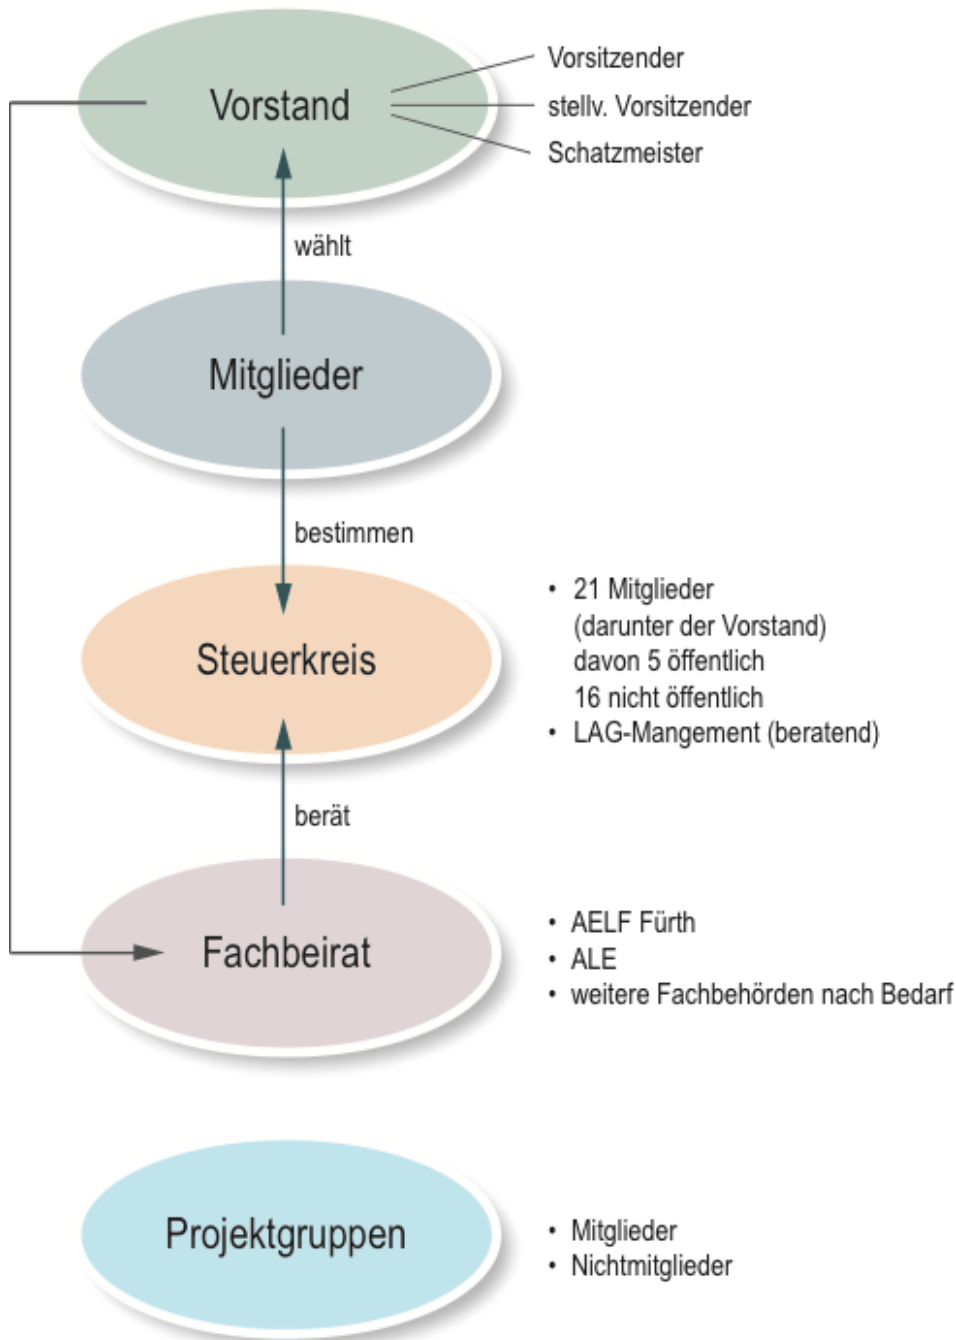 Vorstand
Vorsitzender
stellv. Vorsitzender
Schatzmeister
wählt
Mitglieder
bestimmen
Steuerkreis
• 21 Mitglieder
(darunter der Vorstand)
davon 5 öffentlich
16 nicht öffentlich
• LAG-Mangement (beratend)
berät
Fachbeirat
• AELF Fürth
• ALE
• weitere Fachbehörden nach Bedarf
Projektgruppen
• Mitglieder
• Nichtmitglieder